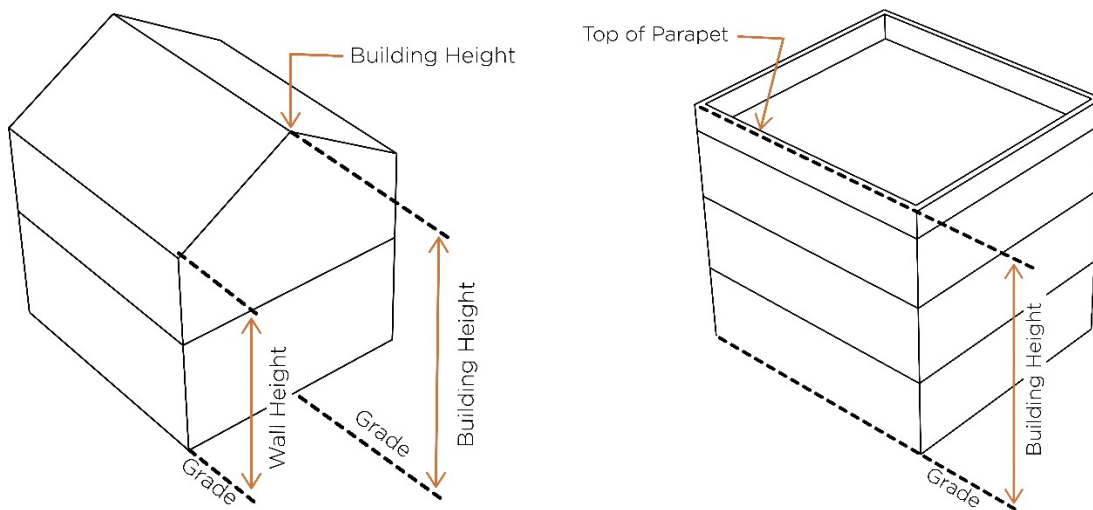 Building Height
Wall Height
Building Height
Grade
Grade
Top of Parapet
Building Height
Grade